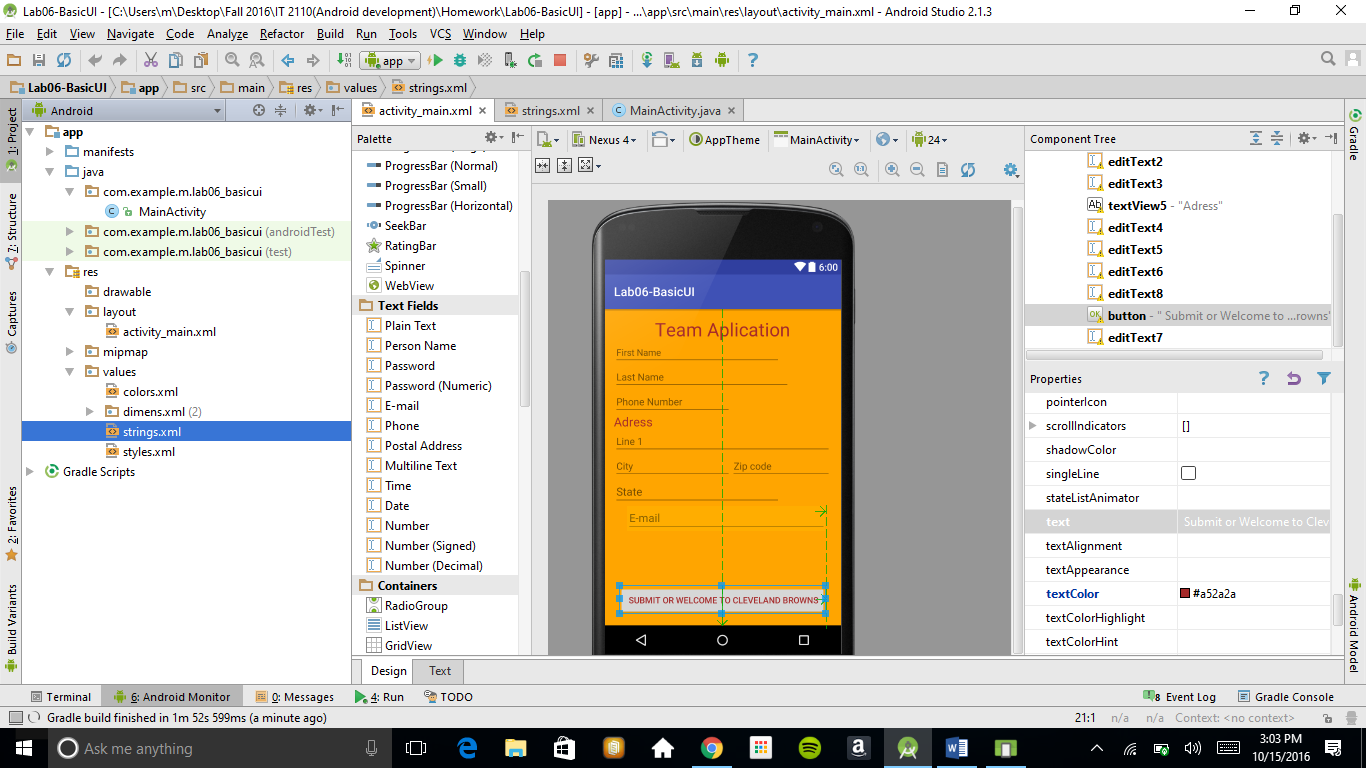 Lab06-BasicUI - [C:\Users\m\Desktop\Fall 2016\IT 2110(Android development)\Homework\Lab06-BasicUI] - [app] - ...\app\src\main\res\layout\activity_main.xml - Android Studio 2.1.3
File Edit View Navigate Code Analyze Refactor Build Run Tools VCS Window Help
app
Lab06-BasicUI app src main res values strings.xml
1: Project
7: Structure
Captures
2: Favorites
Build Variants
Android
app
manifests
java
com.example.m.lab06_basicui
MainActivity
com.example.m.lab06_basicui (androidTest)
com.example.m.lab06_basicui (test)
res
drawable
layout
activity_main.xml
mipmap
values
colors.xml
dimens.xml (2)
strings.xml
styles.xml
Gradle Scripts
activity_main.xml strings.xml MainActivity.java
Palette
ProgressBar (Normal)
ProgressBar (Small)
ProgressBar (Horizontal)
SeekBar
RatingBar
Spinner
WebView
Text Fields
Plain Text
Person Name
Password
Password (Numeric)
E-mail
Phone
Postal Address
Multiline Text
Time
Date
Number
Number (Signed)
Number (Decimal)
Containers
RadioGroup
ListView
GridView
Nexus 4 AppTheme MainActivity 24
6:00
Lab06-BasicUI
Team Aplication
First Name
Last Name
Phone Number
Adress
Line 1
City Zip code
State
E-mail
SUBMIT OR WELCOME TO CLEVELAND BROWNS
Design Text
Component Tree
editText2
editText3
Ab textView5 - "Adress"
editText4
editText5
editText6
editText8
OK button - " Submit or Welcome to ...rowns"
editText7
Properties
pointerIcon
scrollIndicators []
shadowColor
singleLine
stateListAnimator
text Submit or Welcome to Clev
textAlignment
textAppearance
textColor #a52a2a
textColorHighlight
textColorHint
Gradle
Android Model
Terminal 6: Android Monitor 0: Messages 4: Run TODO 8 Event Log Gradle Console
Gradle build finished in 1m 52s 599ms (a minute ago) 21:1 n/a n/a Context: <no context>
Ask me anything
3:03 PM
10/15/2016